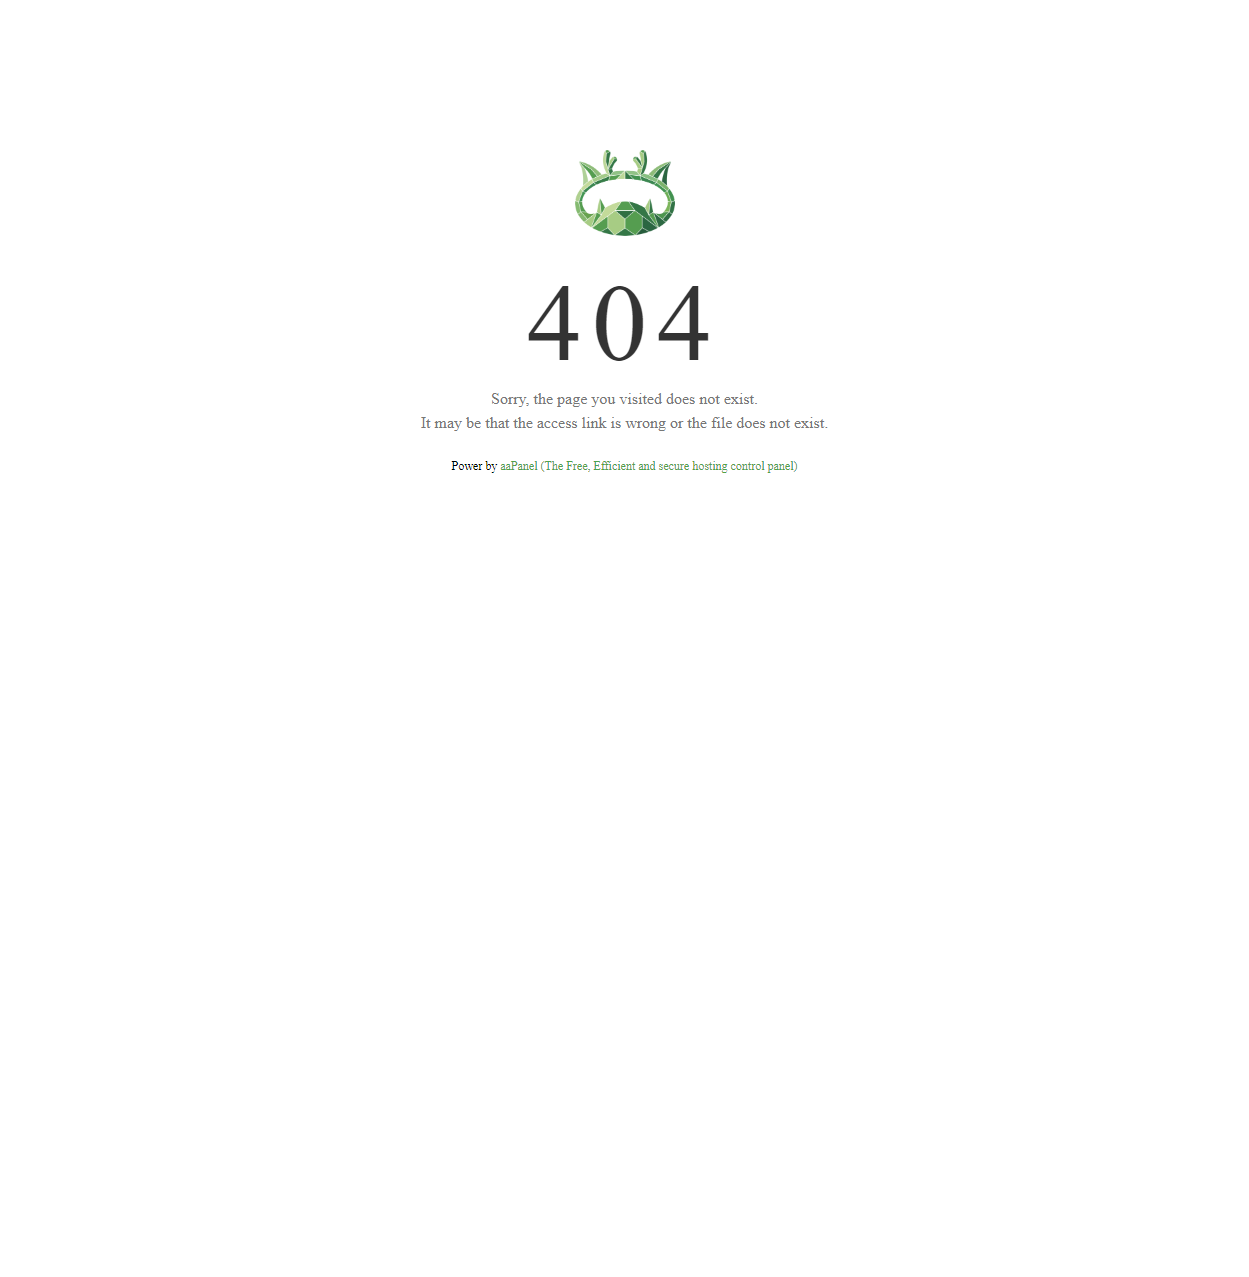 404
Sorry, the page you visited does not exist.
It may be that the access link is wrong or the file does not exist.
Power by aaPanel (The Free, Efficient and secure hosting control panel)